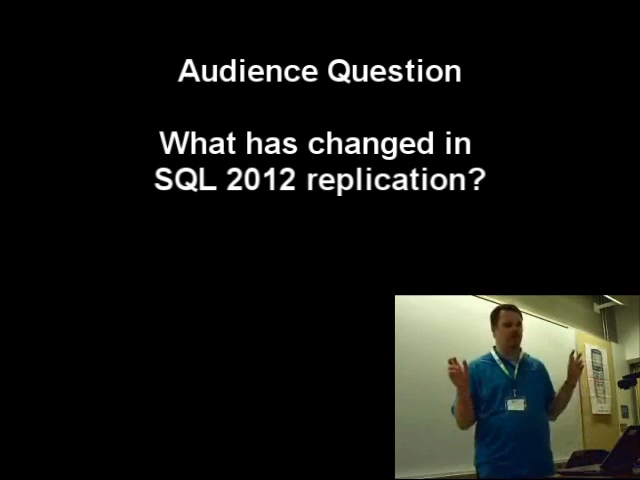 Audience Question
What has changed in
SQL 2012 replication?